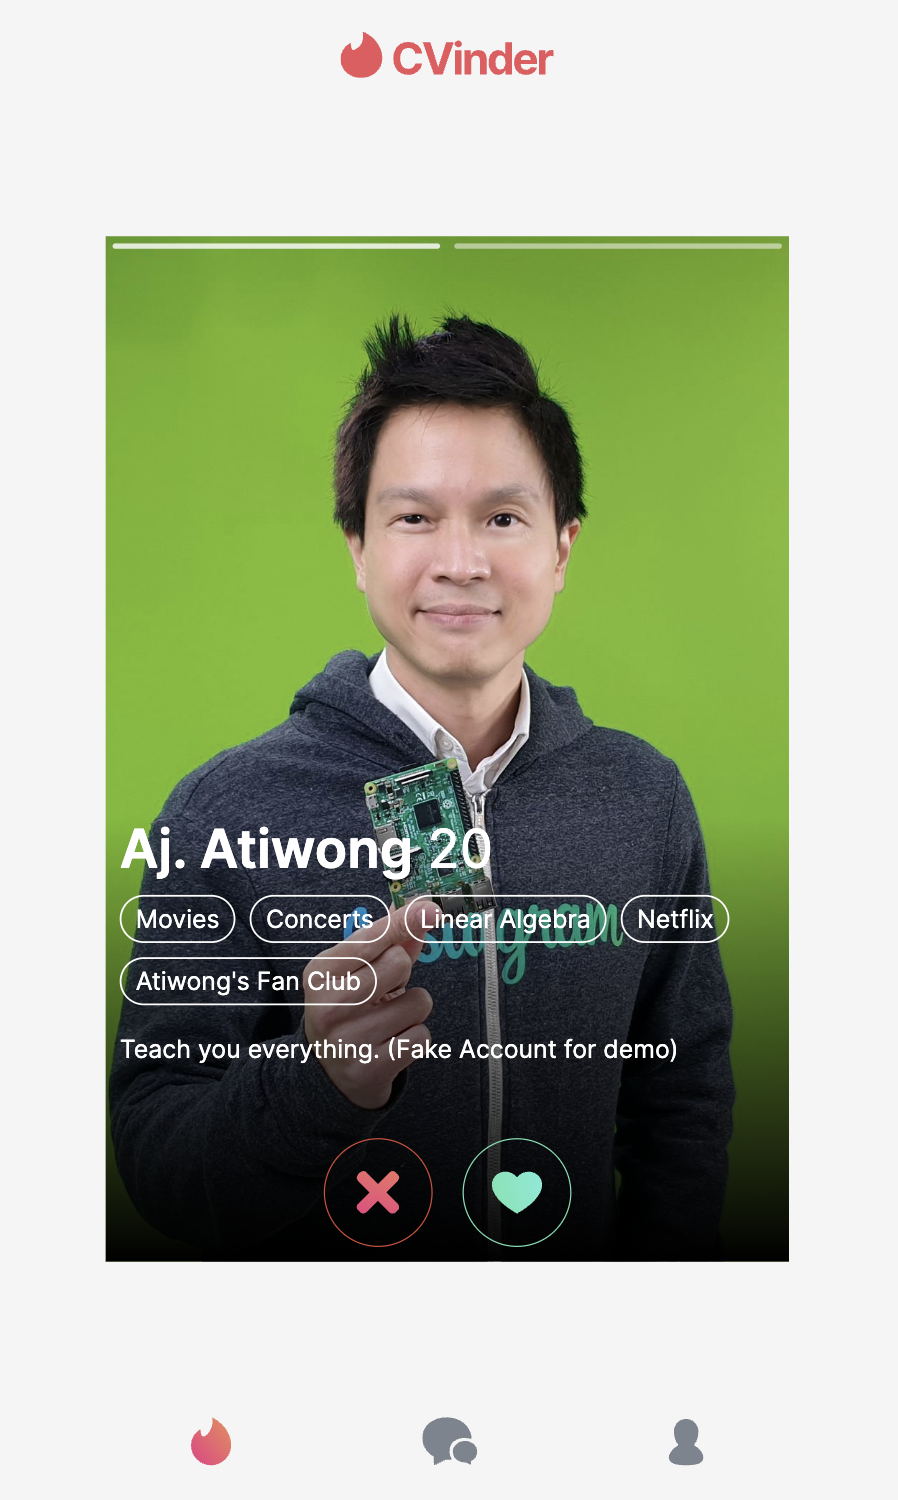 CVinder
Aj. Atiwong 20
Movies
Concerts
Linear Algebra
Netflix
Atiwong's Fan Club
Teach you everything. (Fake Account for demo)